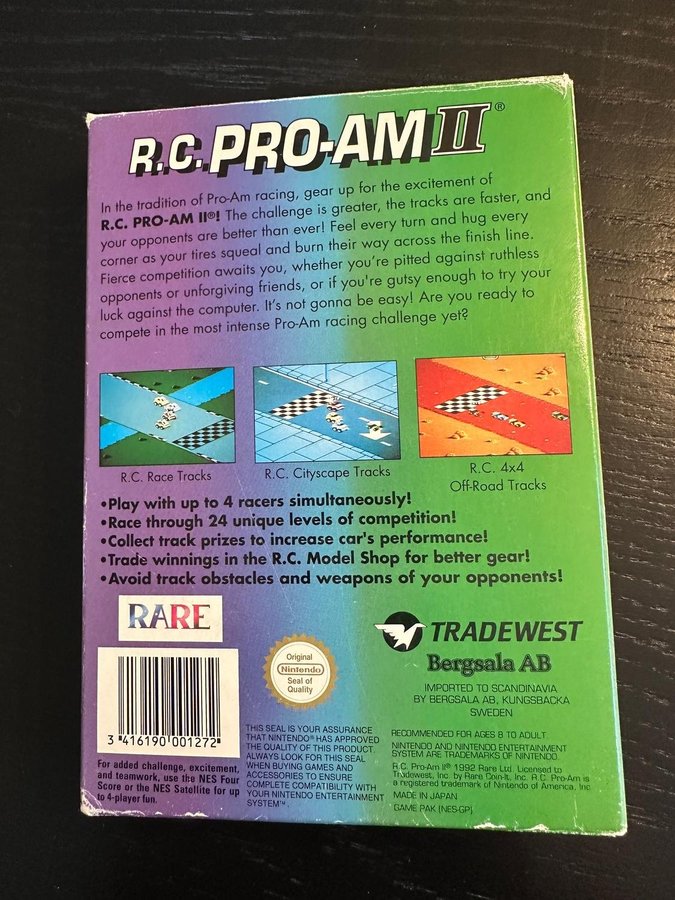 R.C. PRO-AM II®
In the tradition of Pro-Am racing, gear up for the excitement of
R.C. PRO-AM II®! The challenge is greater, the tracks are faster, and
your opponents are better than ever! Feel every turn and hug every
corner as your tires squeal and burn their way across the finish line.
Fierce competition awaits you, whether you're pitted against ruthless
opponents or unforgiving friends, or if you're gutsy enough to try your
luck against the computer. It's not gonna be easy! Are you ready to
compete in the most intense Pro-Am racing challenge yet?
R.C. Race Tracks
R.C. Cityscape Tracks
R.C. 4x4
Off-Road Tracks
•Play with up to 4 racers simultaneously!
•Race through 24 unique levels of competition!
•Collect track prizes to increase car's performance!
•Trade winnings in the R.C. Model Shop for better gear!
•Avoid track obstacles and weapons of your opponents!
RARE
3 416190 001272
For added challenge, excitement,
and teamwork, use the NES Four
Score or the NES Satellite for up
to 4-player fun.
Original
Nintendo
Seal of
Quality
THIS SEAL IS YOUR ASSURANCE
THAT NINTENDO® HAS APPROVED
THE QUALITY OF THIS PRODUCT.
ALWAYS LOOK FOR THIS SEAL
WHEN BUYING GAMES AND
ACCESSORIES TO ENSURE
COMPLETE COMPATIBILITY WITH
YOUR NINTENDO ENTERTAINMENT
SYSTEM™.
TRADEWEST
Bergsala AB
IMPORTED TO SCANDINAVIA
BY BERGSALA AB, KUNGSBACKA
SWEDEN
RECOMMENDED FOR AGES 8 TO ADULT.
NINTENDO AND NINTENDO ENTERTAINMENT
SYSTEM ARE TRADEMARKS OF NINTENDO.
R.C. Pro-Am II® 1992 Rare Ltd. Licensed to
Tradewest, Inc. by Rare Coin-It, Inc. R.C. Pro-Am is
a registered trademark of Nintendo of America, Inc.
MADE IN JAPAN
GAME PAK (NES-GP)